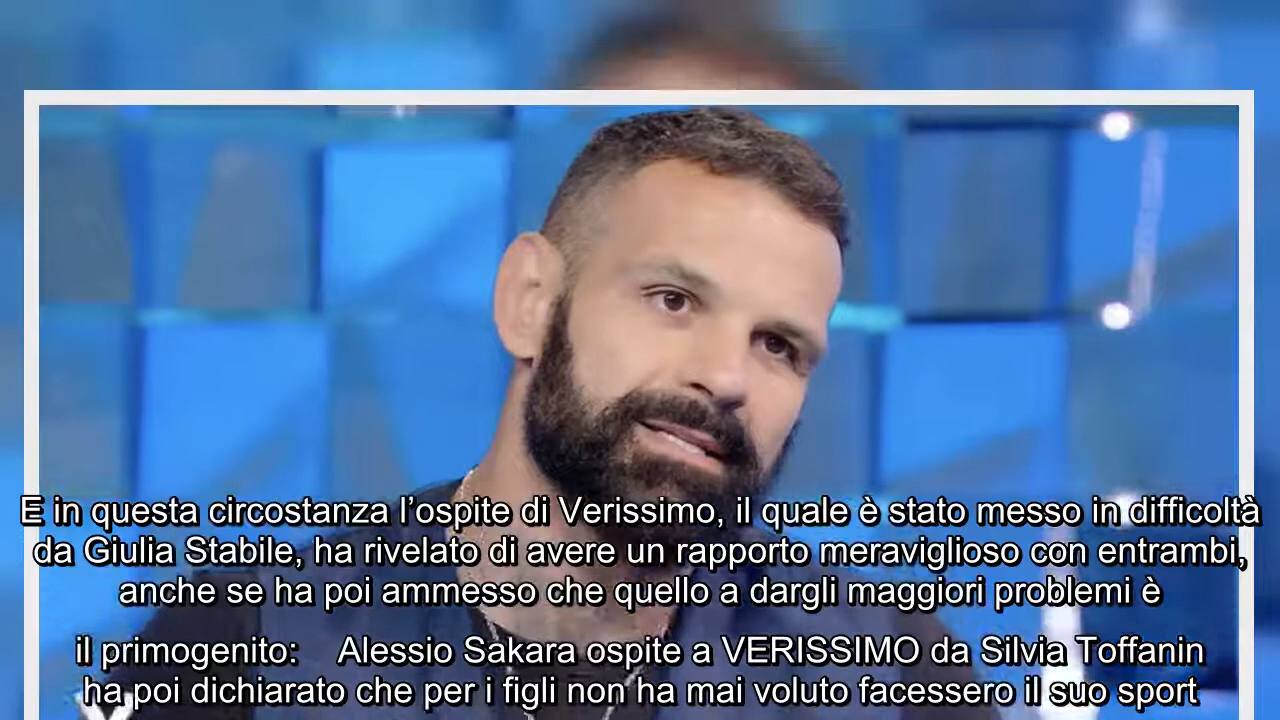 E in questa circostanza l’ospite di Verissimo, il quale è stato messo in difficoltà
da Giulia Stabile, ha rivelato di avere un rapporto meraviglioso con entrambi,
anche se ha poi ammesso che quello a dargli maggiori problemi è
il primogenito: Alessio Sakara ospite a VERISSIMO da Silvia Toffanin
ha poi dichiarato che per i figli non ha mai voluto facessero il suo sport